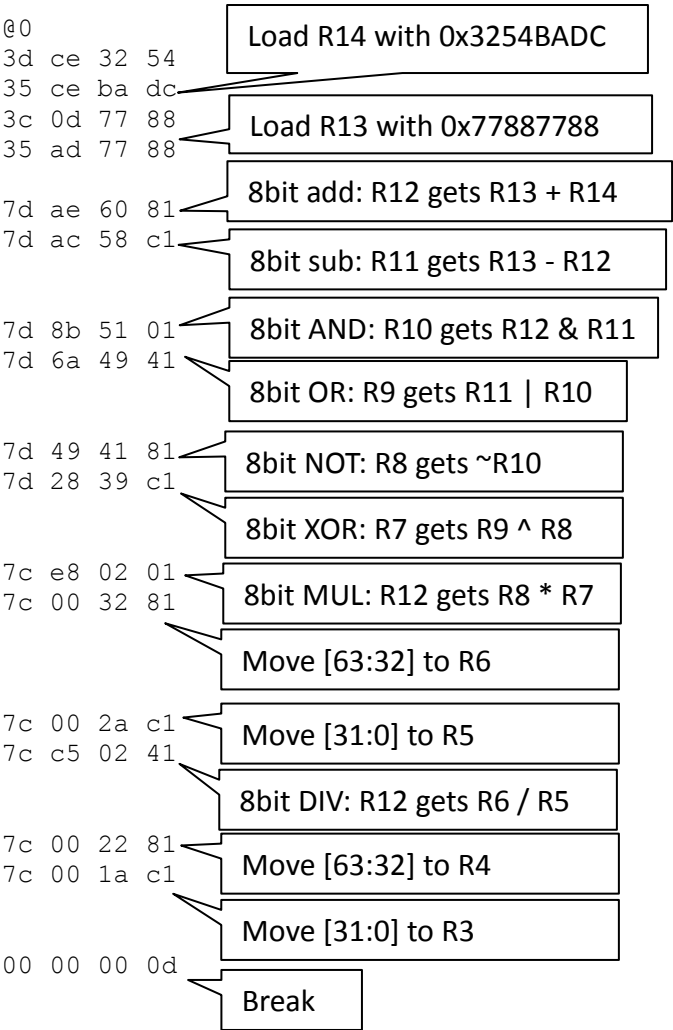 @0
3d ce 32 54
Load R14 with 0x3254BADC
35 ce ba dc
3c 0d 77 88
Load R13 with 0x77887788
35 ad 77 88
8bit add: R12 gets R13 + R14
7d ae 60 81
7d ac 58 c1
8bit sub: R11 gets R13 - R12
7d 8b 51 01
8bit AND: R10 gets R12 & R11
7d 6a 49 41
8bit OR: R9 gets R11 | R10
7d 49 41 81
8bit NOT: R8 gets ~R10
7d 28 39 c1
8bit XOR: R7 gets R9 ^ R8
7c e8 02 01
8bit MUL: R12 gets R8 * R7
7c 00 32 81
Move [63:32] to R6
7c 00 2a c1
Move [31:0] to R5
7c c5 02 41
8bit DIV: R12 gets R6 / R5
7c 00 22 81
Move [63:32] to R4
7c 00 1a c1
Move [31:0] to R3
00 00 00 0d
Break